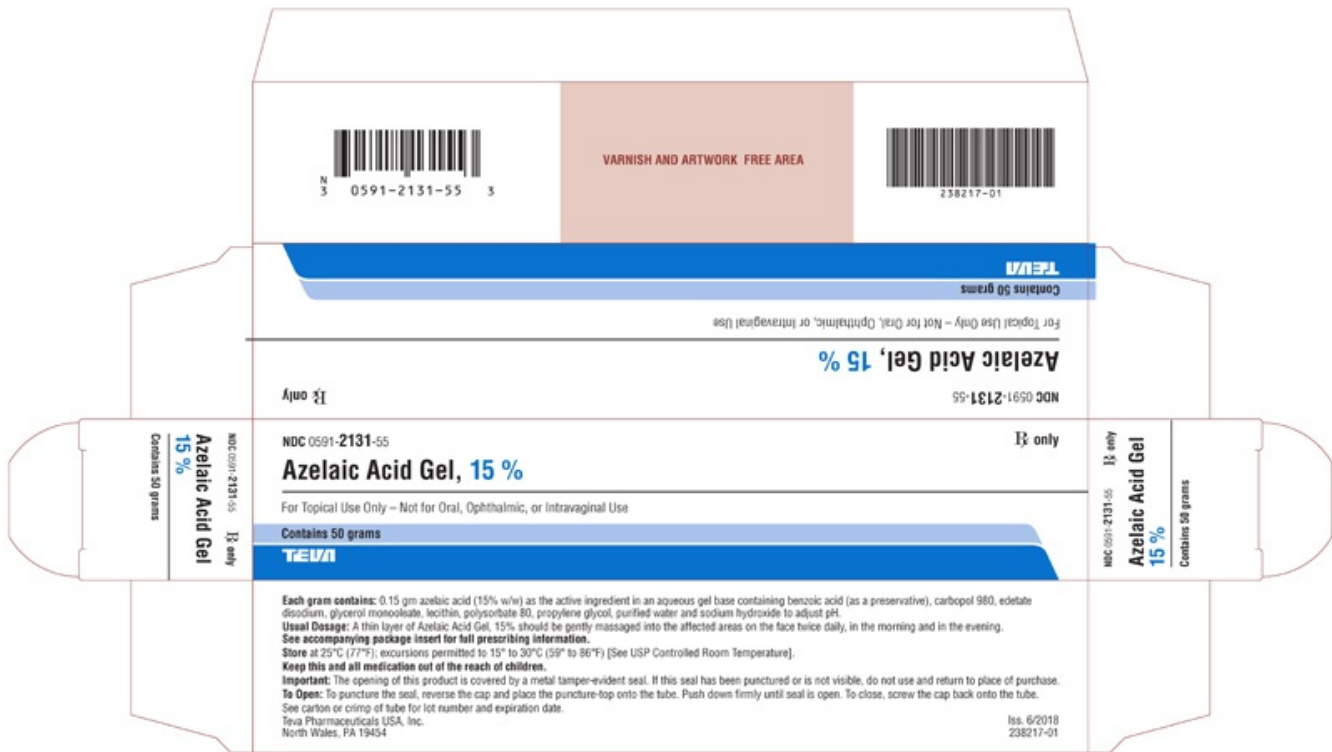 N
3 0591-2131-55 3
VARNISH AND ARTWORK FREE AREA
238217-01
TEVA
Contains 50 grams
For Topical Use Only – Not for Oral, Ophthalmic, or Intravaginal Use
Azelaic Acid Gel, 15 %
NDC 0591-2131-55
℞ only
NDC 0591-2131-55 ℞ only
Azelaic Acid Gel
15 %
Contains 50 grams
NDC 0591-2131-55
℞ only
Azelaic Acid Gel, 15 %
For Topical Use Only – Not for Oral, Ophthalmic, or Intravaginal Use
Contains 50 grams
TEVA
NDC 0591-2131-55 ℞ only
Azelaic Acid Gel
15 %
Contains 50 grams
Each gram contains: 0.15 gm azelaic acid (15% w/w) as the active ingredient in an aqueous gel base containing benzoic acid (as a preservative), carbopol 980, edetate
disodium, glycerol monooleate, lecithin, polysorbate 80, propylene glycol, purified water and sodium hydroxide to adjust pH.
Usual Dosage: A thin layer of Azelaic Acid Gel, 15% should be gently massaged into the affected areas on the face twice daily, in the morning and in the evening.
See accompanying package insert for full prescribing information.
Store at 25°C (77°F); excursions permitted to 15° to 30°C (59° to 86°F) [See USP Controlled Room Temperature].
Keep this and all medication out of the reach of children.
Important: The opening of this product is covered by a metal tamper-evident seal. If this seal has been punctured or is not visible, do not use and return to place of purchase.
To Open: To puncture the seal, reverse the cap and place the puncture-top onto the tube. Push down firmly until seal is open. To close, screw the cap back onto the tube.
See carton or crimp of tube for lot number and expiration date.
Teva Pharmaceuticals USA, Inc.
North Wales, PA 19454
Iss. 6/2018
238217-01